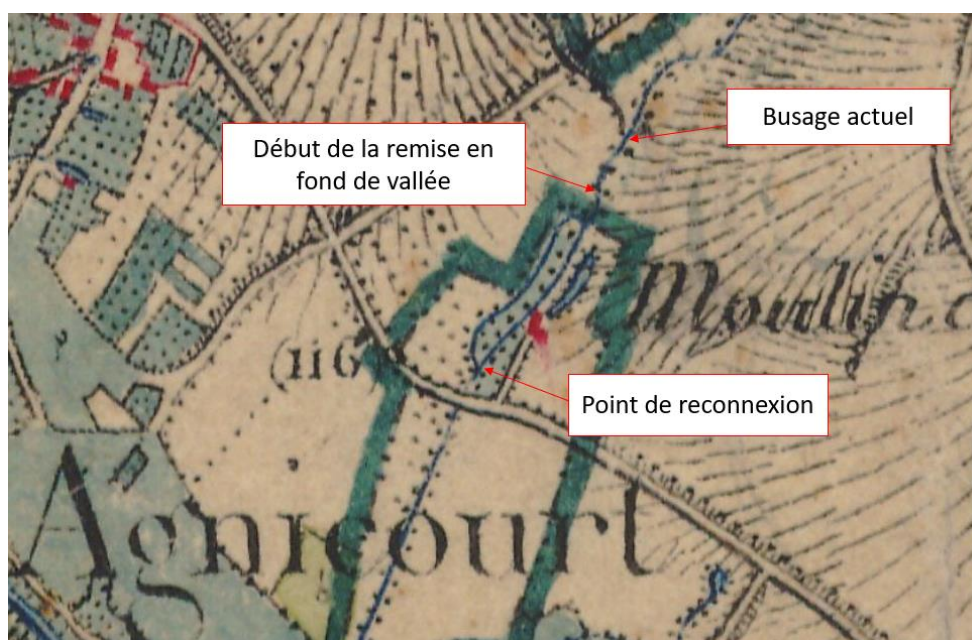 Busage actuel
Début de la remise en
fond de vallée
Moulin d
(116
Point de reconnexion
Agnicourt